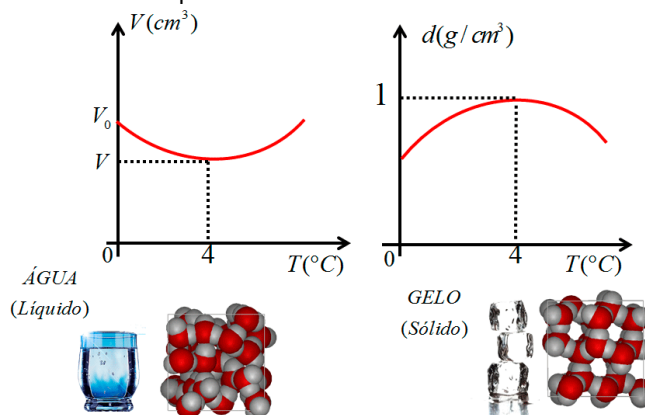 V(cm³)
V₀
V
0
4
T(°C)
d(g/cm³)
1
0
4
T(°C)
ÁGUA
(Líquido)
GELO
(Sólido)